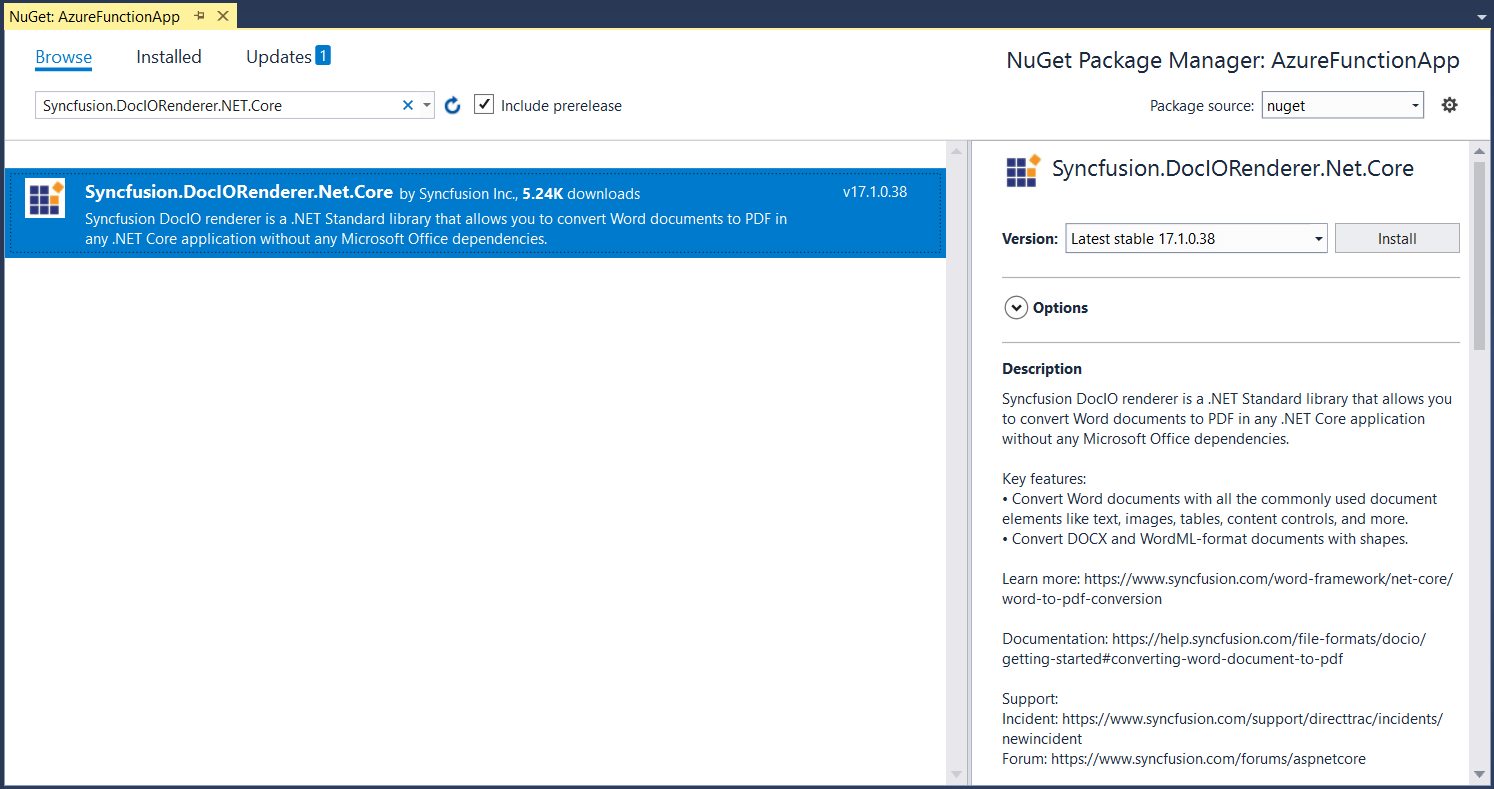 NuGet: AzureFunctionApp
Browse Installed Updates 1
NuGet Package Manager: AzureFunctionApp
Syncfusion.DocIORenderer.NET.Core
Include prerelease
Package source: nuget
Syncfusion.DocIORenderer.Net.Core by Syncfusion Inc., 5.24K downloads v17.1.0.38
Syncfusion DocIO renderer is a .NET Standard library that allows you to convert Word documents to PDF in
any .NET Core application without any Microsoft Office dependencies.
Syncfusion.DocIORenderer.Net.Core
Version: Latest stable 17.1.0.38 Install
Options
Description
Syncfusion DocIO renderer is a .NET Standard library that allows you
to convert Word documents to PDF in any .NET Core application
without any Microsoft Office dependencies.
Key features:
• Convert Word documents with all the commonly used document
elements like text, images, tables, content controls, and more.
• Convert DOCX and WordML-format documents with shapes.
Learn more: https://www.syncfusion.com/word-framework/net-core/
word-to-pdf-conversion
Documentation: https://help.syncfusion.com/file-formats/docio/
getting-started#converting-word-document-to-pdf
Support:
Incident: https://www.syncfusion.com/support/directtrac/incidents/
newincident
Forum: https://www.syncfusion.com/forums/aspnetcore